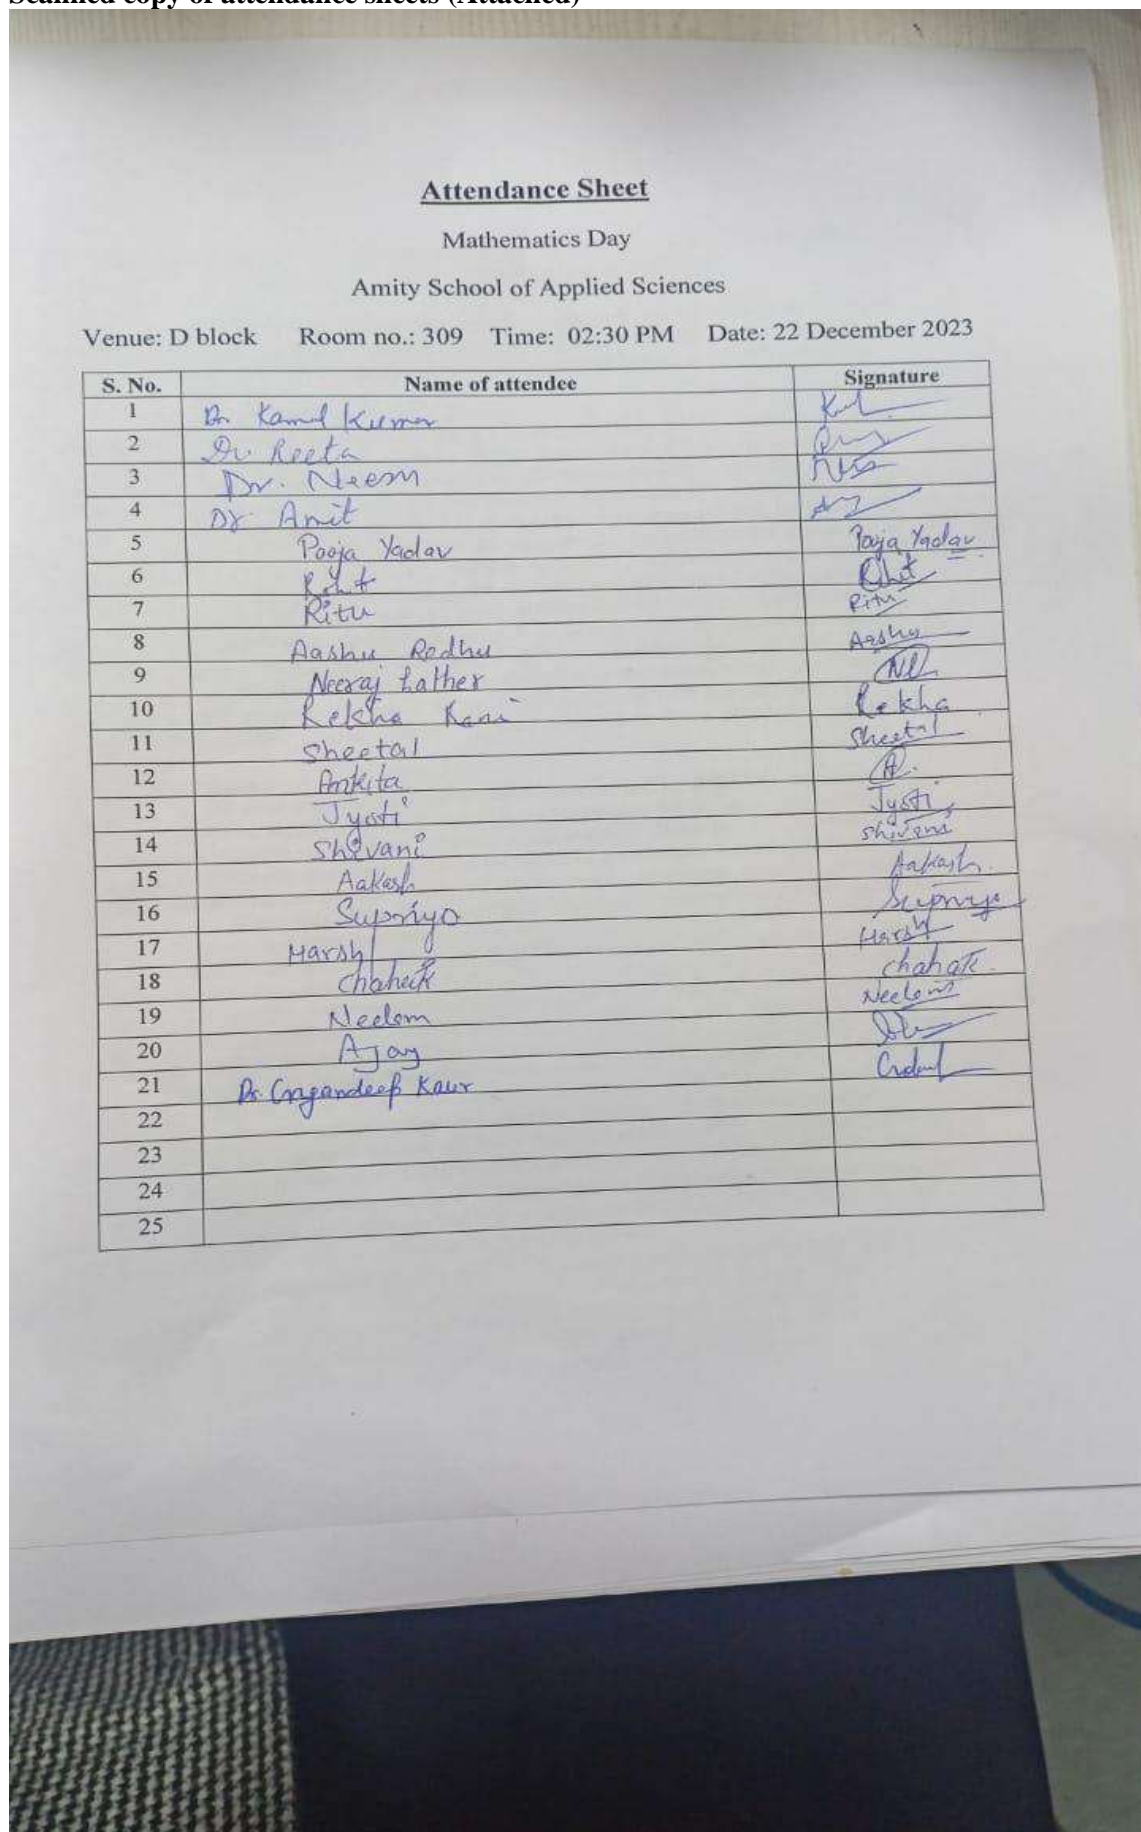 Scanned copy of attendance sheets (Attached)
Attendance Sheet
Mathematics Day
Amity School of Applied Sciences
Venue: D block Room no.: 309 Time: 02:30 PM Date: 22 December 2023
S. No. Name of attendee Signature
1 Dr Kamal Kumar
2 Dr. Reeta
3 Dr. Neem
4 Dr. Amit
5 Pooja Yadav Pooja Yadav
6 Rohit Rohit
7 Ritu Ritu
8 Aashu Redhu Aashu
9 Neeraj Lather
10 Rekha Rani Rekha
11 Sheetal Sheetal
12 Ankita A.
13 Jyoti Jyoti
14 Shivani Shivani
15 Aakash Aakash
16 Supriyo Supriyo
17 Harsh Harsh
18 Chahak Chahak
19 Neelam Neelam
20 Ajay
21 Dr. Gagandeep Kaur
22
23
24
25